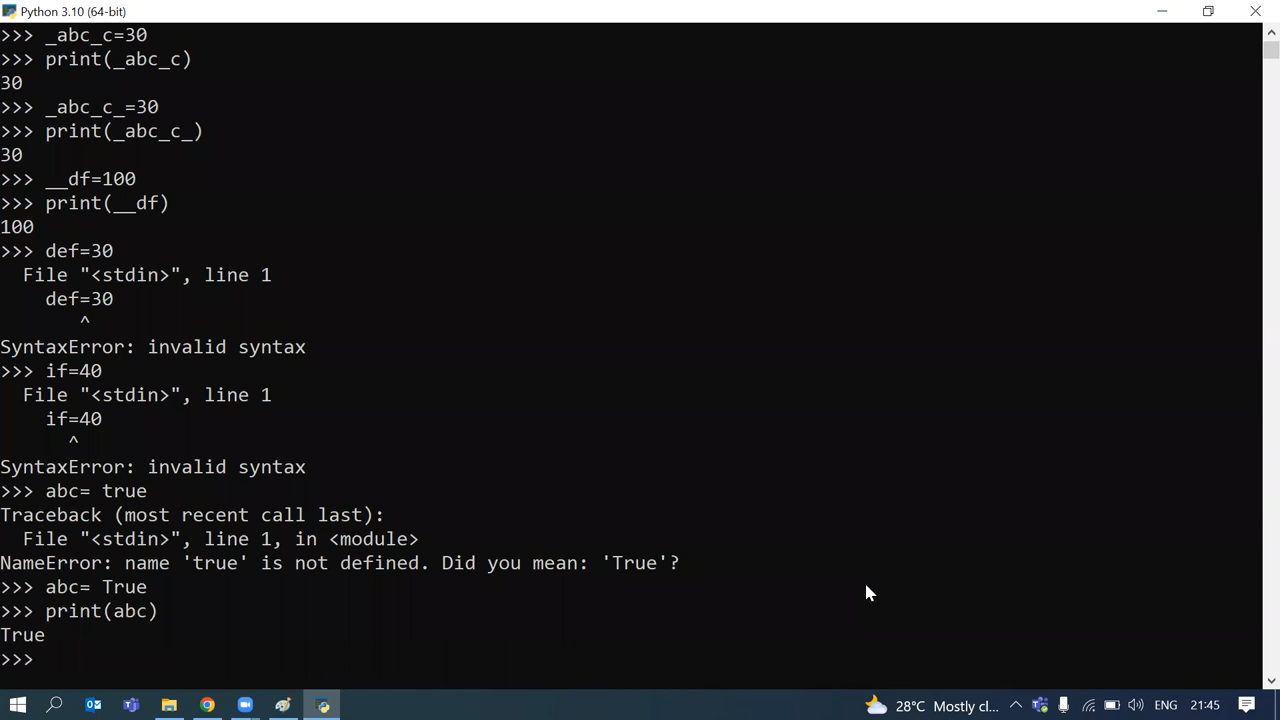 Python 3.10 (64-bit)
>>> _abc_c=30
>>> print(_abc_c)
30
>>> _abc_c_=30
>>> print(_abc_c_)
30
>>> __df=100
>>> print(__df)
100
>>> def=30
  File "<stdin>", line 1
    def=30
       ^
SyntaxError: invalid syntax
>>> if=40
  File "<stdin>", line 1
    if=40
      ^
SyntaxError: invalid syntax
>>> abc= true
Traceback (most recent call last):
  File "<stdin>", line 1, in <module>
NameError: name 'true' is not defined. Did you mean: 'True'?
>>> abc= True
>>> print(abc)
True
>>>
28°C Mostly cl... ENG 21:45